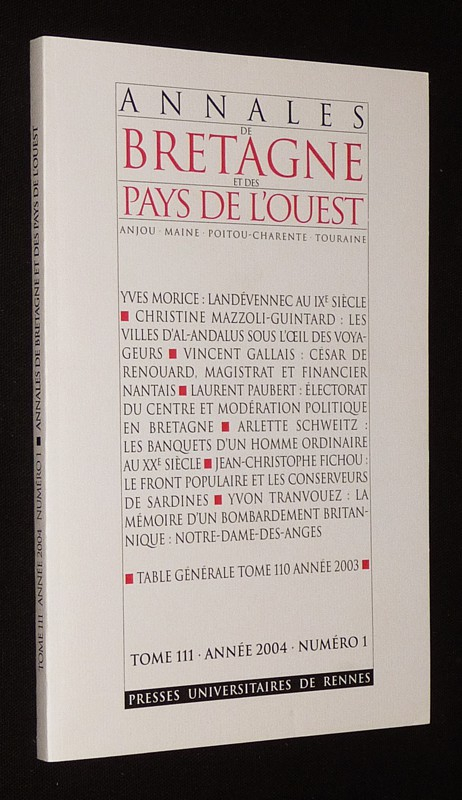 TOME 111 ANNÉE 2004 NUMÉRO 1 ■ ANNALES DE BRETAGNE ET DES PAYS DE L'OUEST
ANNALES
DE
BRETAGNE
ET DES
PAYS DE L'OUEST
ANJOU · MAINE · POITOU-CHARENTE · TOURAINE
YVES MORICE : LANDÉVENNEC AU IXE SIÈCLE
■ CHRISTINE MAZZOLI-GUINTARD : LES
VILLES D'AL-ANDALUS SOUS L'ŒIL DES VOYA-
GEURS ■ VINCENT GALLAIS : CÉSAR DE
RENOUARD, MAGISTRAT ET FINANCIER
NANTAIS ■ LAURENT PAUBERT : ÉLECTORAT
DU CENTRE ET MODÉRATION POLITIQUE
EN BRETAGNE ■ ARLETTE SCHWEITZ :
LES BANQUETS D'UN HOMME ORDINAIRE
AU XXE SIÈCLE ■ JEAN-CHRISTOPHE FICHOU :
LE FRONT POPULAIRE ET LES CONSERVEURS
DE SARDINES ■ YVON TRANVOUEZ : LA
MÉMOIRE D'UN BOMBARDEMENT BRITAN-
NIQUE : NOTRE-DAME-DES-ANGES
■ TABLE GÉNÉRALE TOME 110 ANNÉE 2003 ■
TOME 111 · ANNÉE 2004 · NUMÉRO 1
PRESSES UNIVERSITAIRES DE RENNES